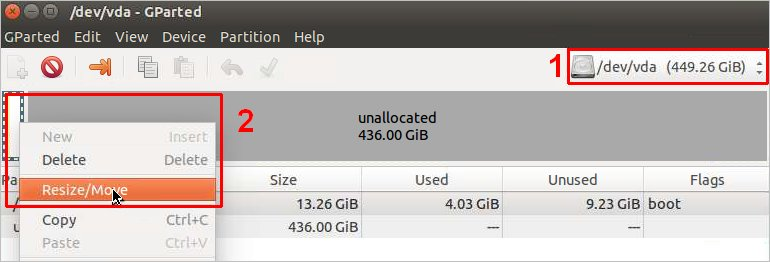 /dev/vda - GParted
GParted Edit View Device Partition Help
1 /dev/vda (449.26 GiB)
2
unallocated
436.00 GiB
New Insert
Delete Delete
Resize/Move
Copy Ctrl+C
Paste Ctrl+V
Size Used Unused Flags
13.26 GiB 4.03 GiB 9.23 GiB boot
436.00 GiB --- ---